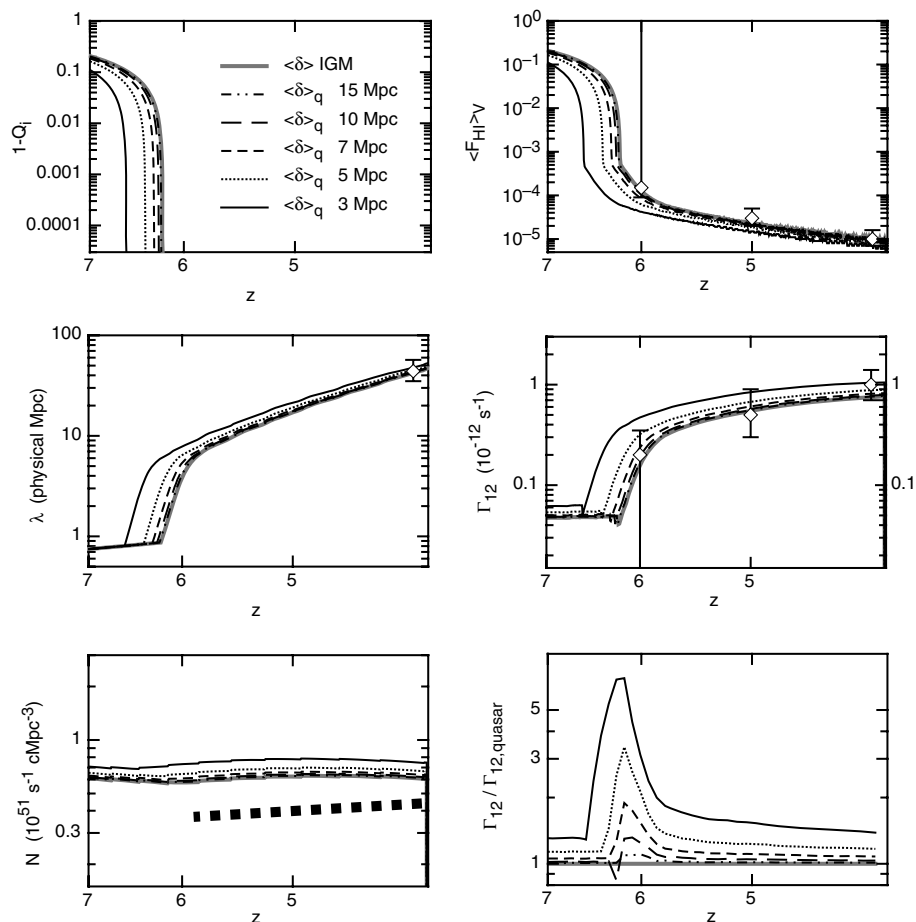 1
0.1
0.01
0.001
0.0001
1-Q_i
7
6
5
z
<δ> IGM
<δ>_q 15 Mpc
<δ>_q 10 Mpc
<δ>_q 7 Mpc
<δ>_q 5 Mpc
<δ>_q 3 Mpc
10^0
10^-1
10^-2
10^-3
10^-4
10^-5
<F_HI>_V
7
6
5
z
100
10
1
λ (physical Mpc)
7
6
5
z
1
0.1
Γ_12 (10^-12 s^-1)
1
0.1
7
6
5
z
1
0.3
N (10^51 s^-1 cMpc^-3)
7
6
5
z
5
3
1
Γ_12 / Γ_12,quasar
7
6
5
z